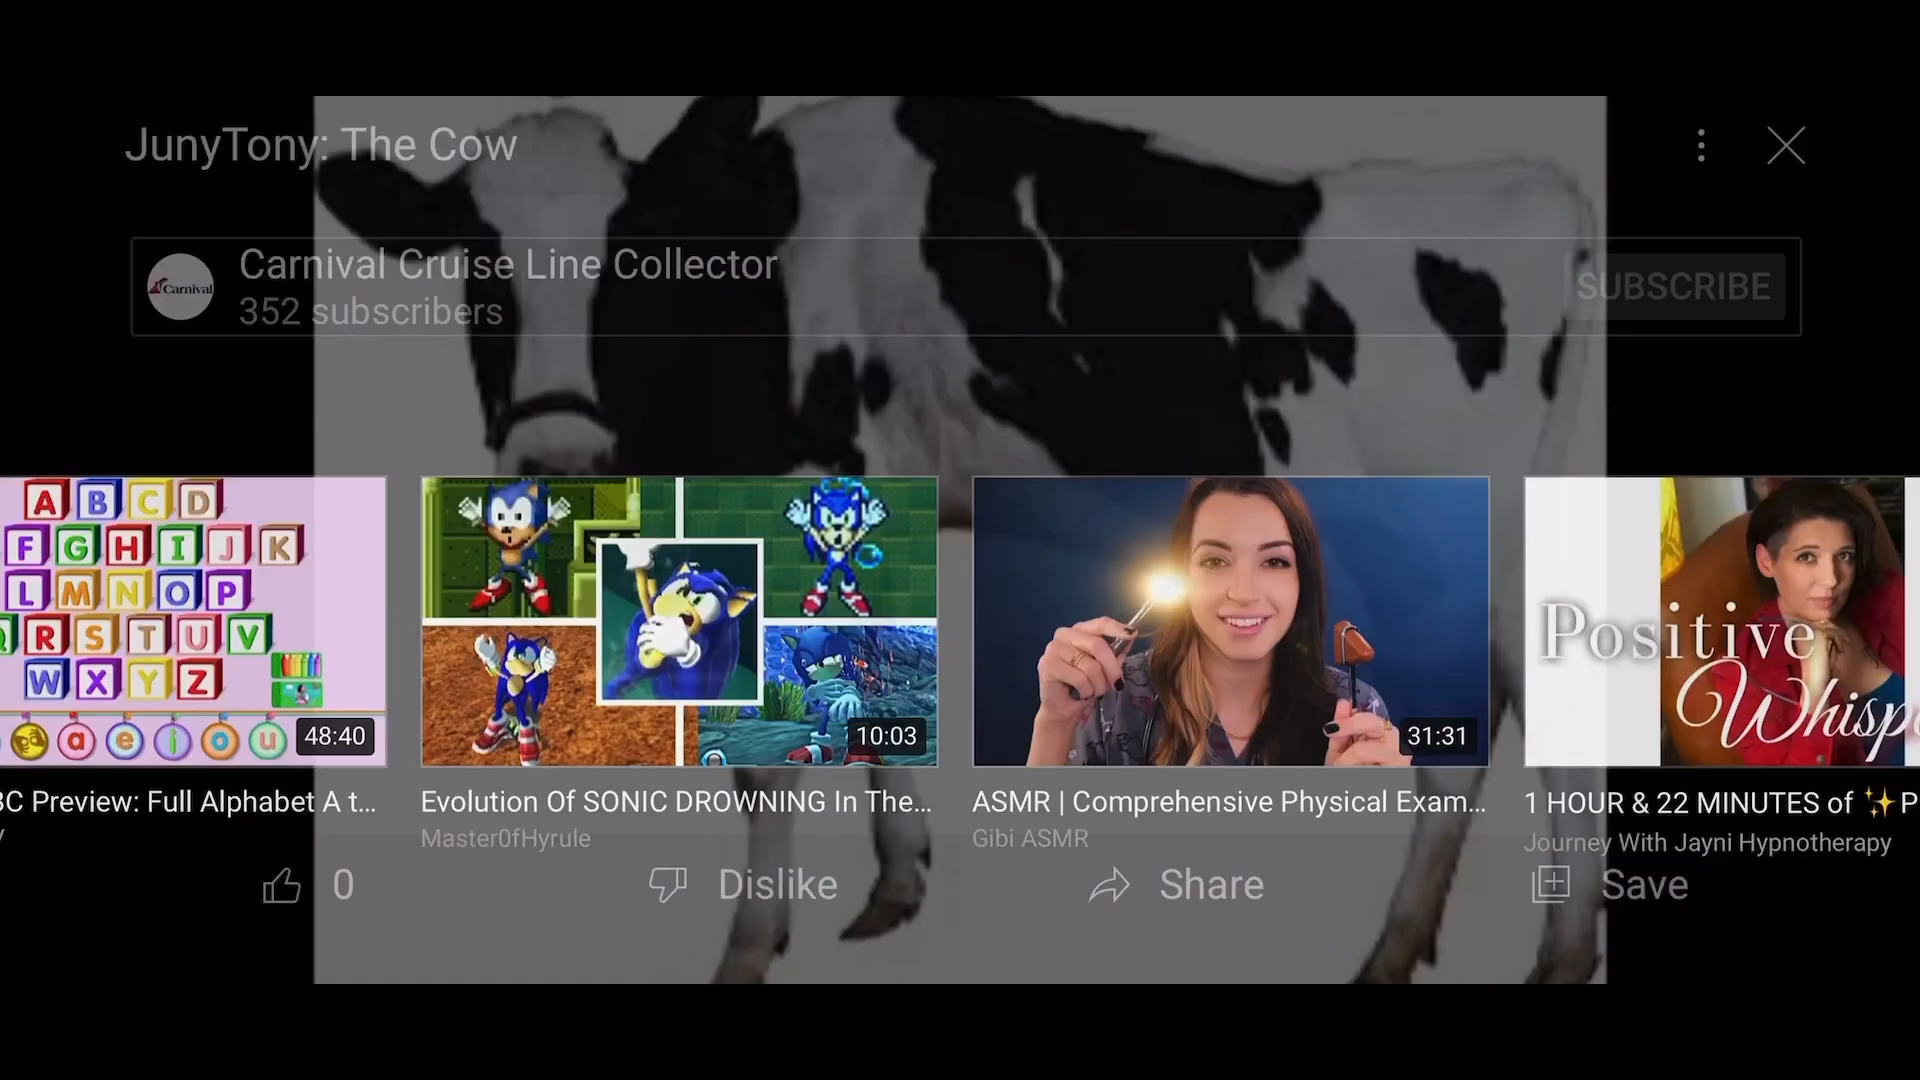 JunyTony: The Cow
Carnival
Carnival Cruise Line Collector
352 subscribers
SUBSCRIBE
A B C D
F G H I J K
L M N O P
R S T U V
W X Y Z
a e i o u
48:40
10:03
31:31
Positive
Whisp
BC Preview: Full Alphabet A t...
Evolution Of SONIC DROWNING In The...
Master0fHyrule
ASMR | Comprehensive Physical Exam...
Gibi ASMR
1 HOUR & 22 MINUTES of ✨P
Journey With Jayni Hypnotherapy
0
Dislike
Share
Save